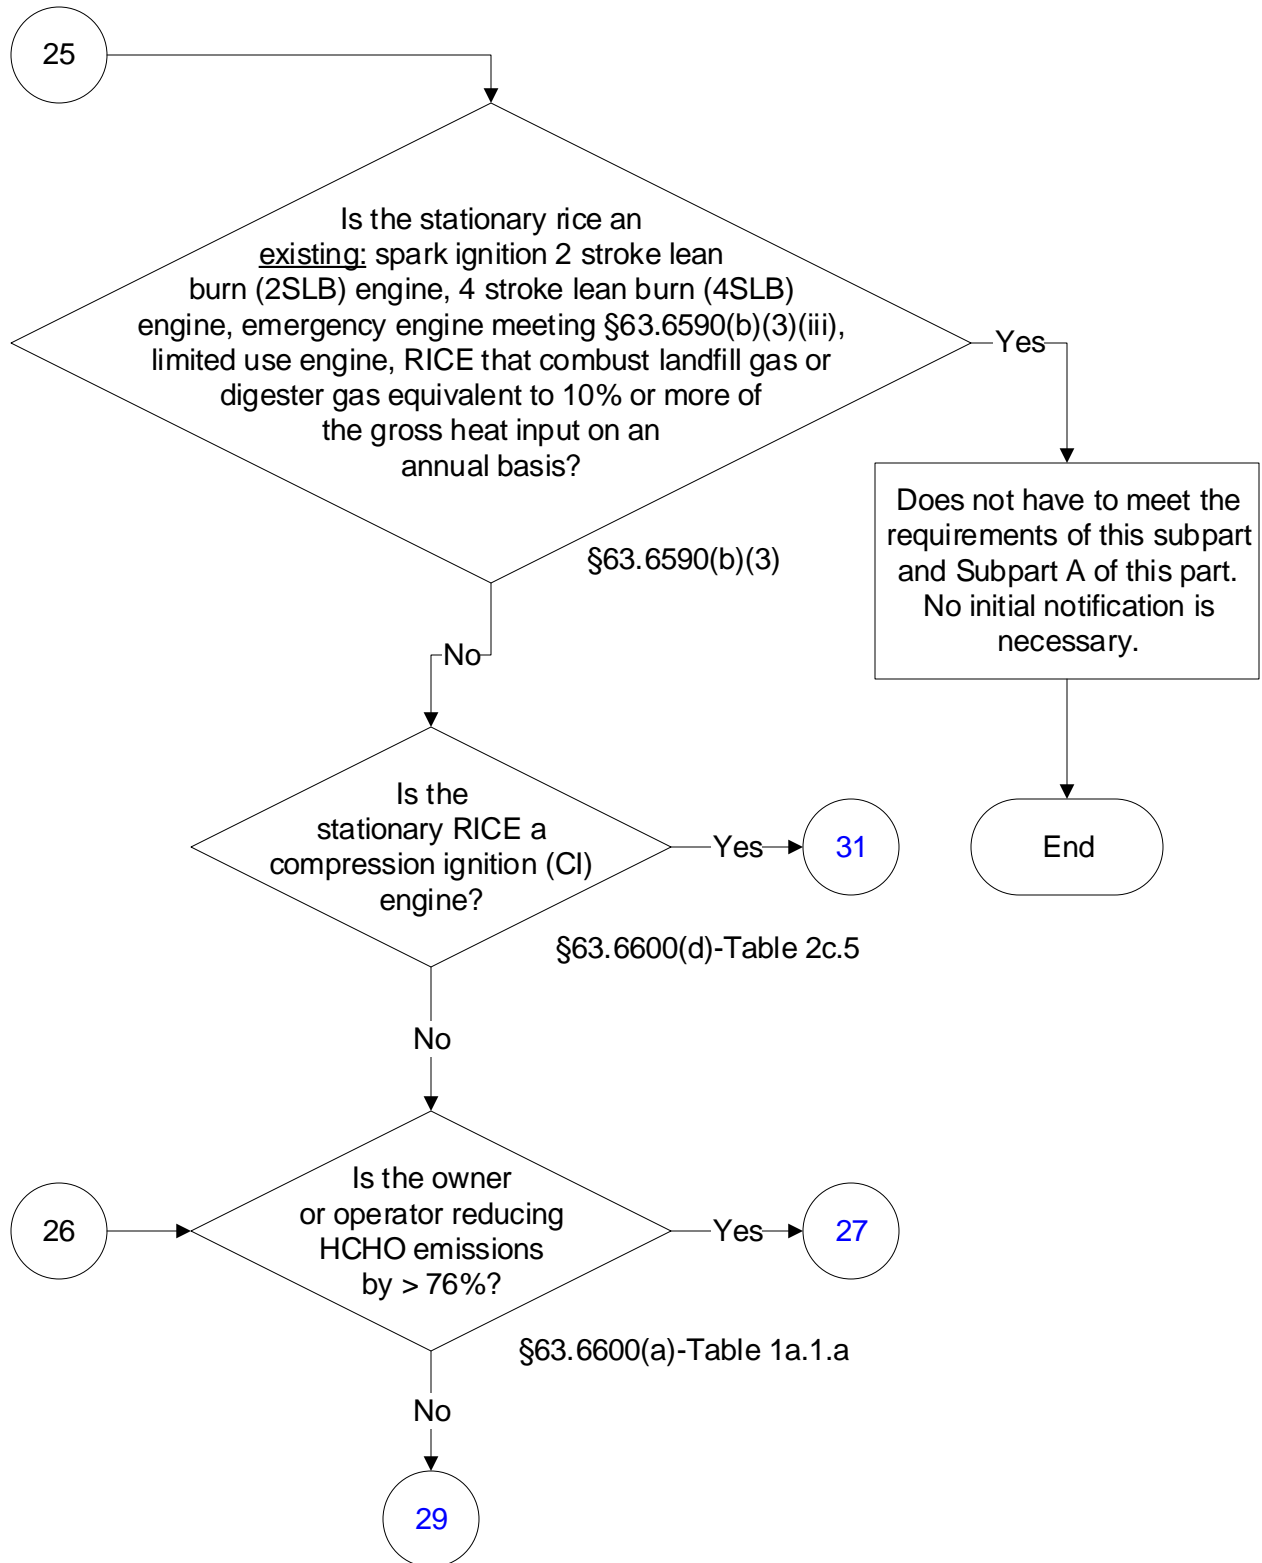 25
Is the stationary rice an
existing: spark ignition 2 stroke lean
burn (2SLB) engine, 4 stroke lean burn (4SLB)
engine, emergency engine meeting §63.6590(b)(3)(iii),
limited use engine, RICE that combust landfill gas or
digester gas equivalent to 10% or more of
the gross heat input on an
annual basis?
Yes
§63.6590(b)(3)
Does not have to meet the
requirements of this subpart
and Subpart A of this part.
No initial notification is
necessary.
End
No
Is the
stationary RICE a
compression ignition (CI)
engine?
Yes
31
§63.6600(d)-Table 2c.5
No
26
Is the owner
or operator reducing
HCHO emissions
by > 76%?
Yes
27
§63.6600(a)-Table 1a.1.a
No
29